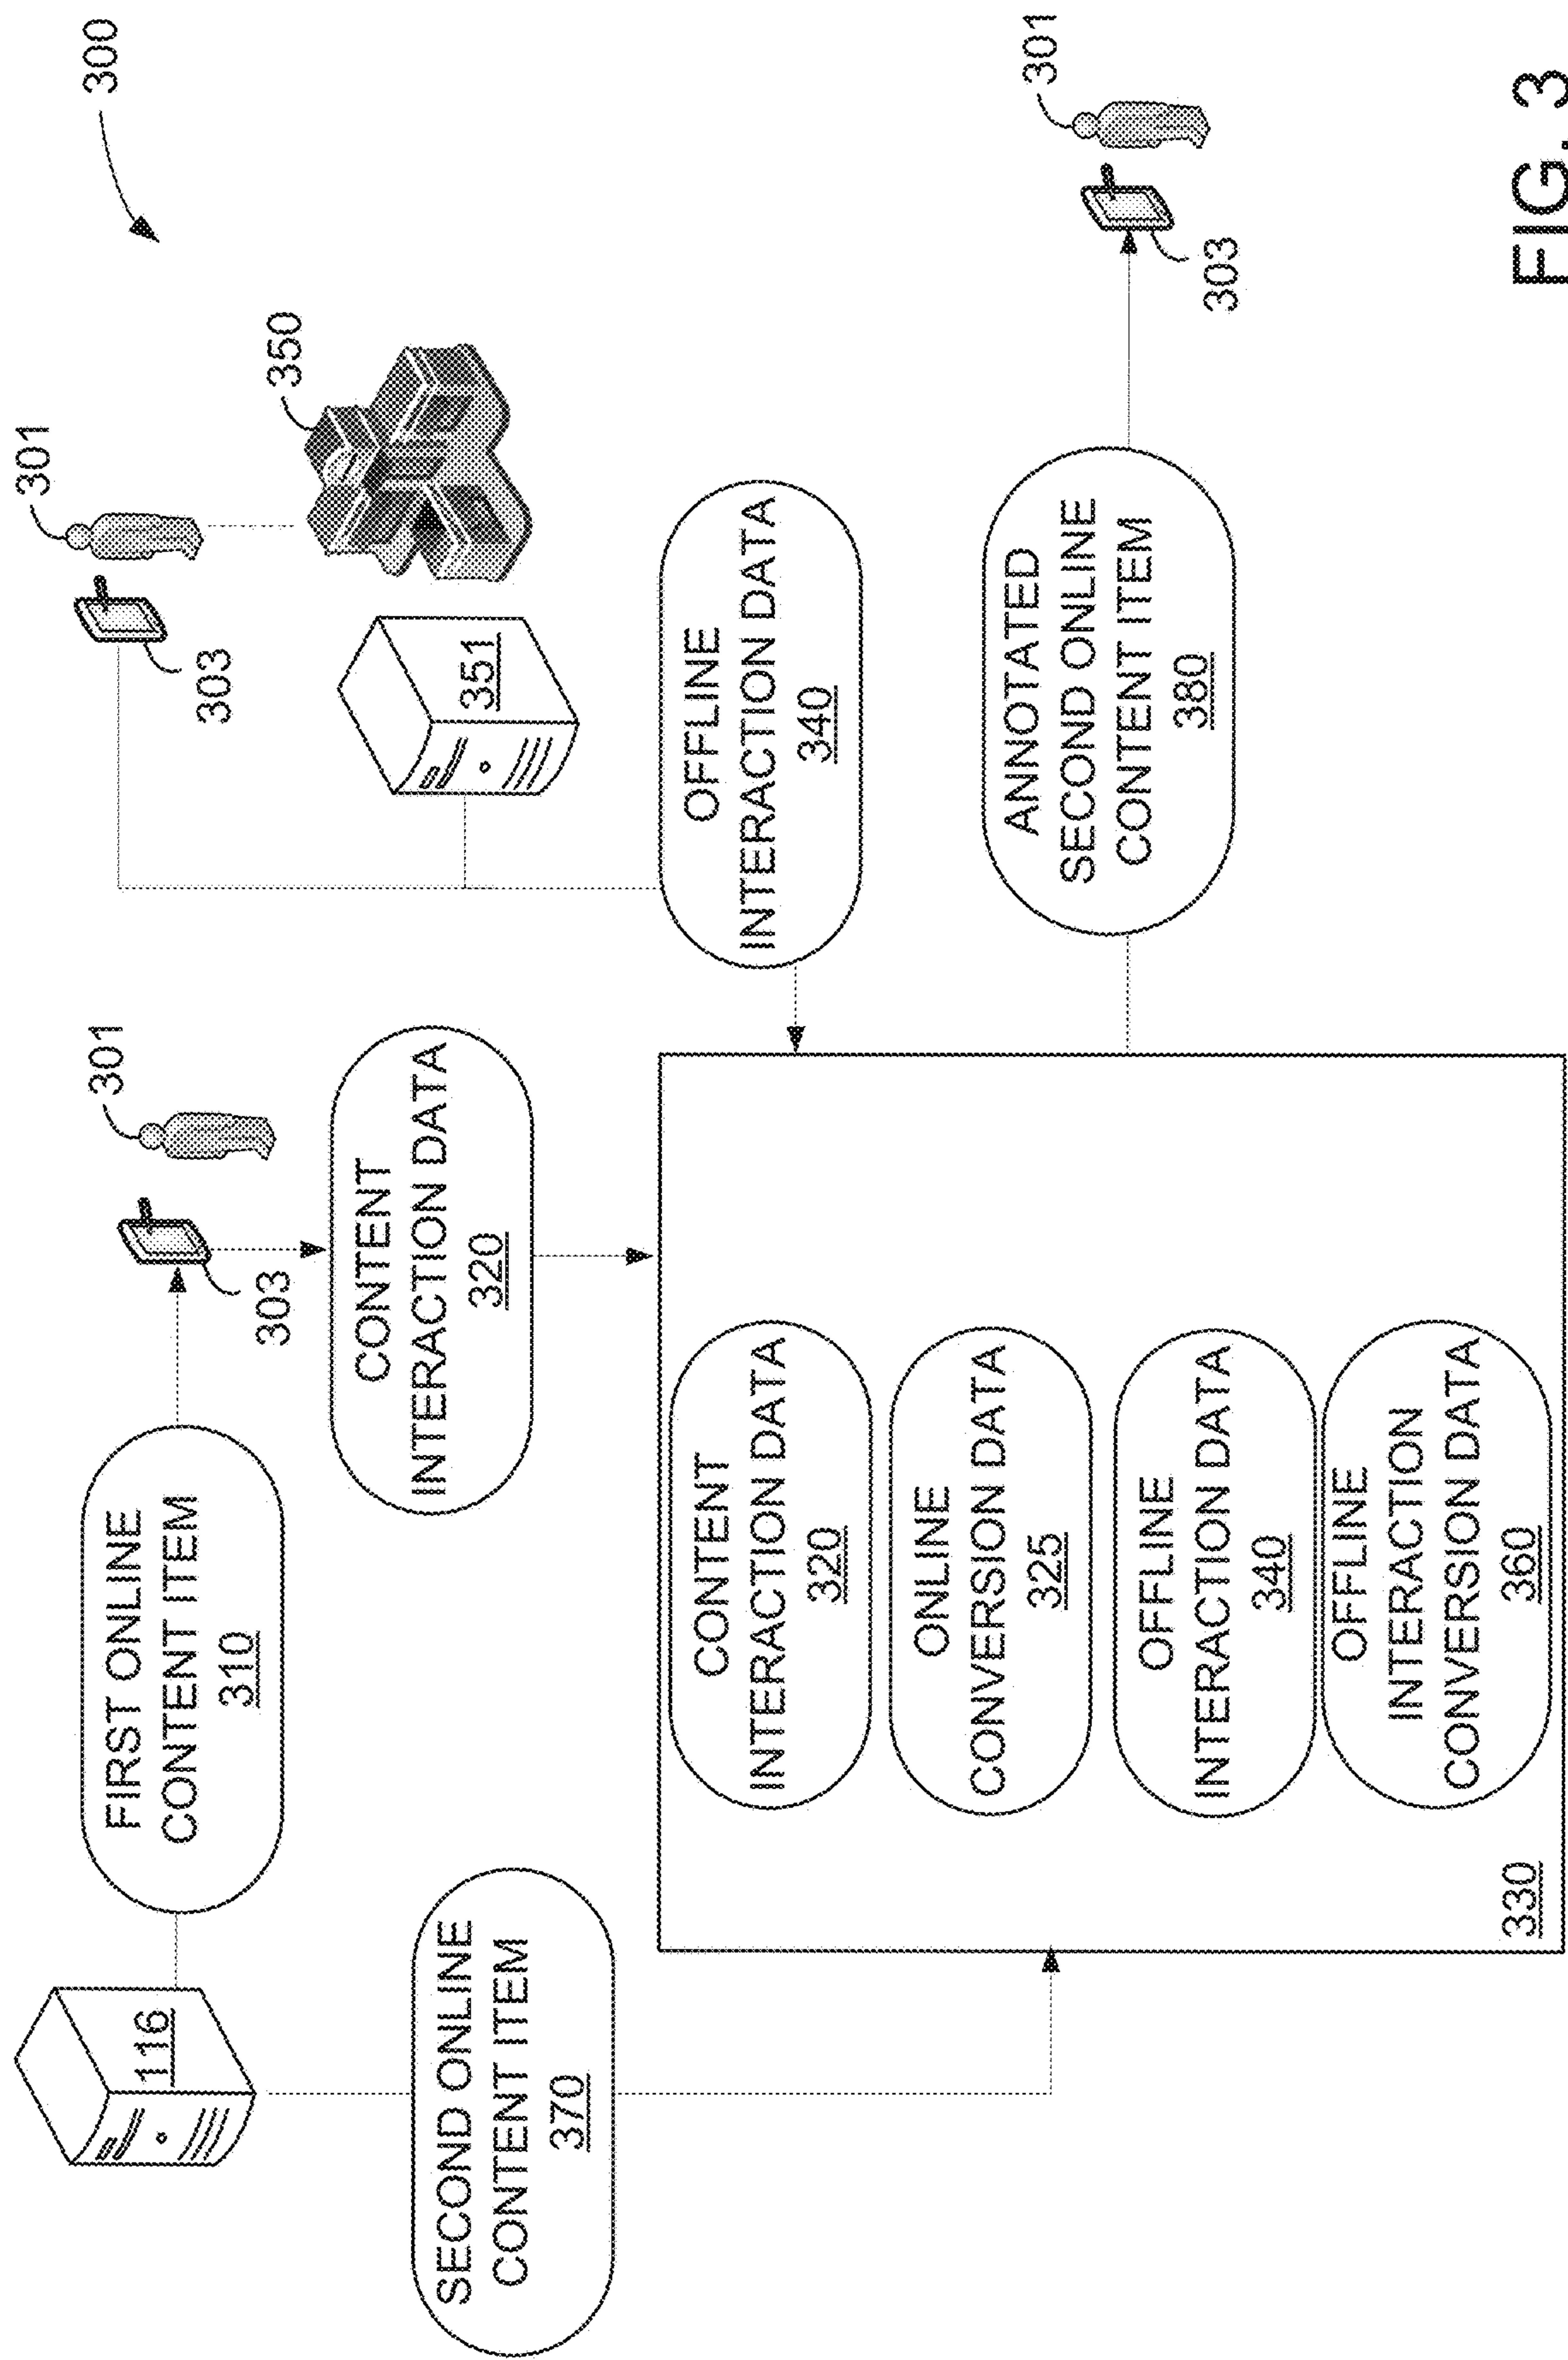 300
301
303
350
351
116
FIRST ONLINE
CONTENT ITEM
310
301
303
SECOND ONLINE
CONTENT ITEM
370
CONTENT
INTERACTION DATA
320
OFFLINE
INTERACTION DATA
340
CONTENT
INTERACTION DATA
320
ONLINE
CONVERSION DATA
325
OFFLINE
INTERACTION DATA
340
OFFLINE
INTERACTION
CONVERSION DATA
360
330
ANNOTATED
SECOND ONLINE
CONTENT ITEM
380
301
303
FIG. 3